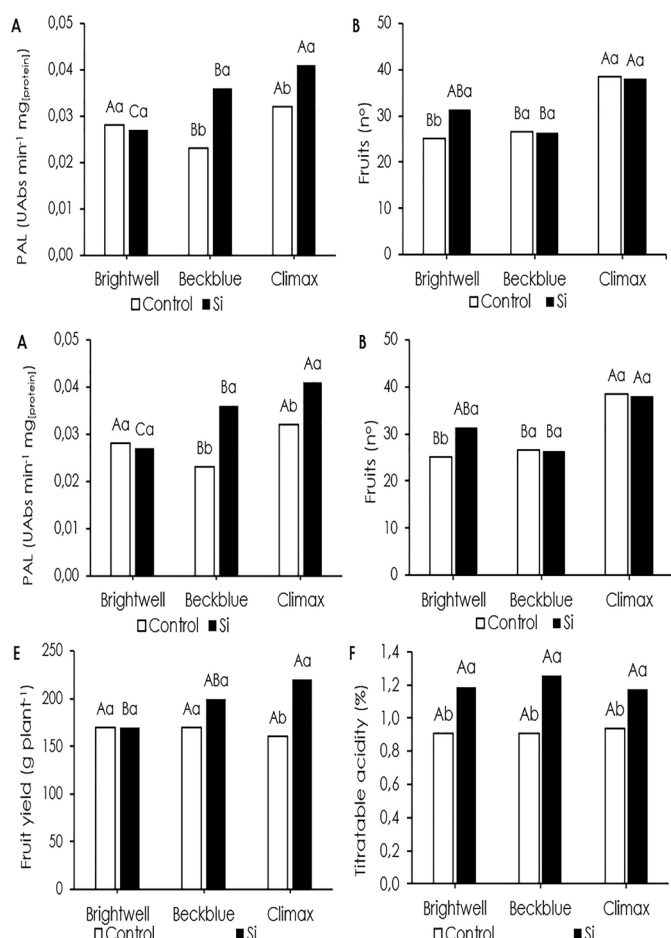 A
PAL (UAbs min⁻¹ mg[protein])
0,05
0,04
0,03
0,02
0,01
0,00
Aa Ca
Bb
Ba
Ab
Aa
Brightwell Beckblue Climax
Control Si
B
Fruits (nº)
50
40
30
20
10
0
Bb
ABa
Ba Ba
Aa Aa
Brightwell Beckblue Climax
Control Si
A
PAL (UAbs min⁻¹ mg[protein])
0,05
0,04
0,03
0,02
0,01
0,00
Aa Ca
Bb
Ba
Ab
Aa
Brightwell Beckblue Climax
Control Si
B
Fruits (nº)
50
40
30
20
10
0
Bb
ABa
Ba Ba
Aa Aa
Brightwell Beckblue Climax
Control Si
E
Fruit yield (g plant⁻¹)
250
200
150
100
50
0
Aa Ba
Aa
ABa
Ab
Aa
Brightwell Beckblue Climax
Control Si
F
Titratable acidity (%)
1,4
1,2
1,0
0,8
0,6
0,4
0,2
0,0
Ab
Aa
Ab
Aa
Ab
Aa
Brightwell Beckblue Climax
Control Si